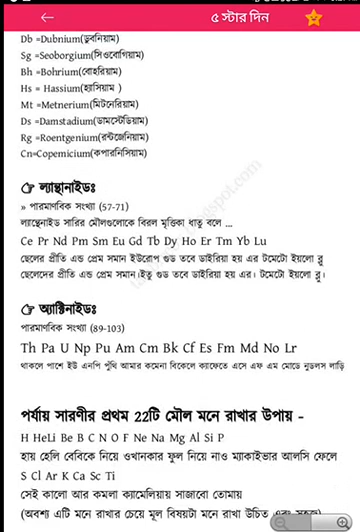 ৫ স্টার দিন
Db =Dubnium(ডুবনিয়াম)
Sg =Seoborgium(সিওবোগিয়াম)
Bh =Bohrium(বোহরিয়াম)
Hs = Hassium(হ্যাসিয়াম )
Mt =Metnerium(মিটনেরিয়াম)
Ds =Damstadium(ডামস্টেডিয়াম)
Rg =Roentgenium(রন্টজেনিয়াম)
Cn=Copemicium(কপারনিসিয়াম)
☞ ল্যান্থানাইডঃ
» পারমাণবিক সংখ্যা (57-71)
ল্যান্থেনাইড সারির মৌলগুলোকে বিরল মৃত্তিকা ধাতু বলে ...
Ce Pr Nd Pm Sm Eu Gd Tb Dy Ho Er Tm Yb Lu
ছেলের প্রীতি এন্ড প্রেম সমান ইউরোপ গুড তবে ডাইরিয়া হয় এর টমেটো ইয়লো ব্লু
ছেলেদের প্রীতি এন্ড প্রেম সমান।ইতু গুড তবে ডাইরিয়া হয় এর। টমেটো ইয়লো ব্লু।
☞ অ্যাক্টিনাইডঃ
পারমাণবিক সংখ্যা (89-103)
Th Pa U Np Pu Am Cm Bk Cf Es Fm Md No Lr
থাকলে পাশে ইউ এনপি পুঁথি আমার কমেনা বিকেলে ক্যাফেতে এসে এফ এম মোডে নুডলস লাড়ি
পর্যায় সারণীর প্রথম 22টি মৌল মনে রাখার উপায় -
H HeLi Be B C N O F Ne Na Mg Al Si P
হায় হেলি বেবিকে নিয়ে ওখানকার ফুল নিয়ে নাও ম্যাকাইভার আলসি ফেলে
S Cl Ar K Ca Sc Ti
সেই কালো আর কমলা ক্যামেলিয়ায় সাজাবো তোমায়
(অবশ্য এটি মনে রাখার চেয়ে মূল বিষয়টা মনে রাখা উচিত এবং সহজ)